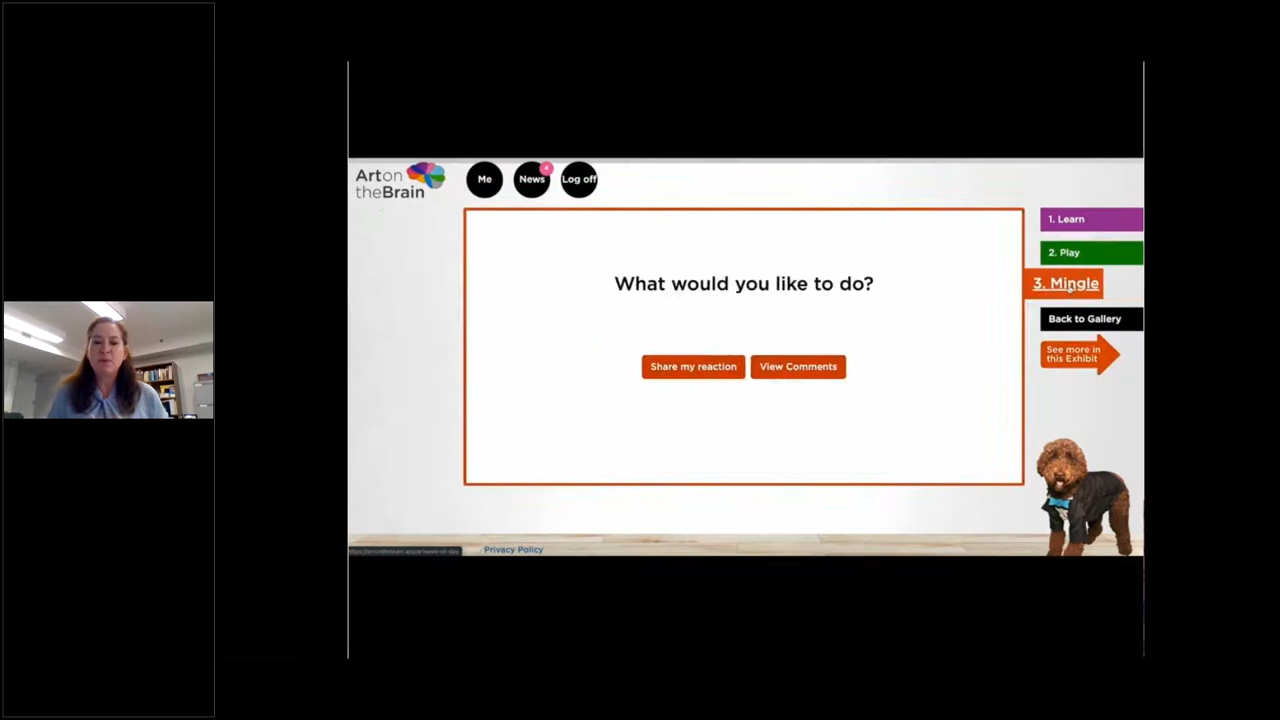 Art on
the Brain
Me
News
4
Log off
1. Learn
2. Play
What would you like to do?
3. Mingle
Back to Gallery
See more in
this Exhibit
Share my reaction
View Comments
Privacy Policy